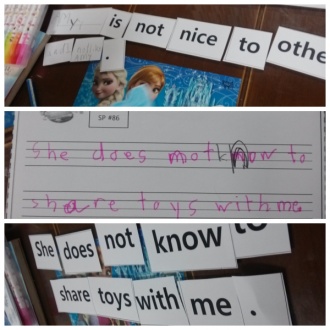 is not nice to othe
SP #86
She does mot know to
share toys with me
She does not know to
share toys with me .